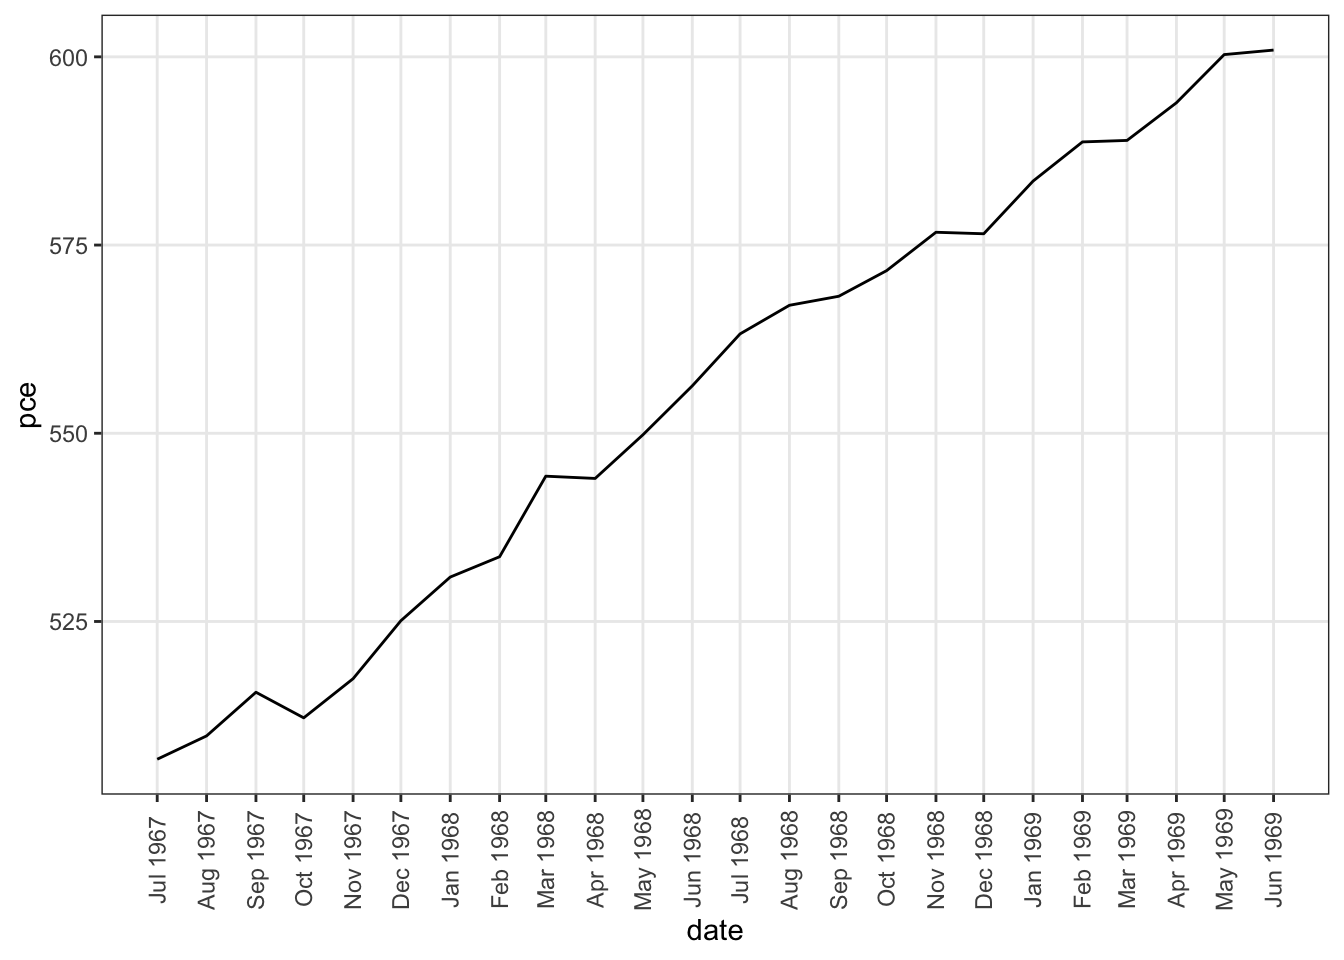 600
575
550
525
pce
Jul 1967
Aug 1967
Sep 1967
Oct 1967
Nov 1967
Dec 1967
Jan 1968
Feb 1968
Mar 1968
Apr 1968
May 1968
Jun 1968
Jul 1968
Aug 1968
Sep 1968
Oct 1968
Nov 1968
Dec 1968
Jan 1969
Feb 1969
Mar 1969
Apr 1969
May 1969
Jun 1969
date